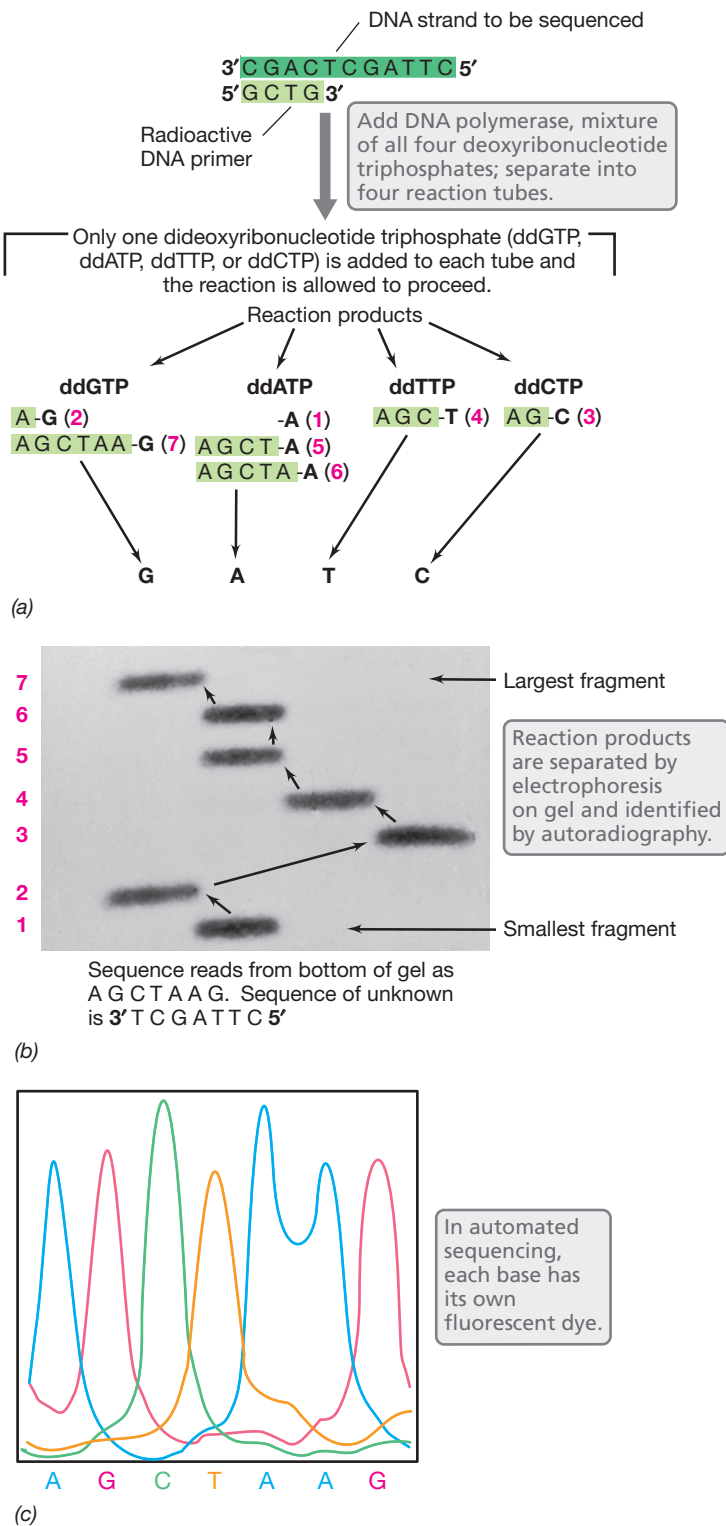 DNA strand to be sequenced
3′ C G A C T C G A T T C 5′
5′ G C T G 3′
Radioactive
DNA primer
Add DNA polymerase, mixture
of all four deoxyribonucleotide
triphosphates; separate into
four reaction tubes.
Only one dideoxyribonucleotide triphosphate (ddGTP,
ddATP, ddTTP, or ddCTP) is added to each tube and
the reaction is allowed to proceed.
Reaction products
ddGTP ddATP ddTTP ddCTP
A-G (2) -A (1) AGC-T (4) AG-C (3)
AGCTAA-G (7) AGCT-A (5)
AGCTA-A (6)
G A T C
(a)
7 Largest fragment
6
5
4
3
2
1 Smallest fragment
Reaction products
are separated by
electrophoresis
on gel and identified
by autoradiography.
Sequence reads from bottom of gel as
A G C T A A G. Sequence of unknown
is 3′ T C G A T T C 5′
(b)
In automated
sequencing,
each base has
its own
fluorescent dye.
A G C T A A G
(c)